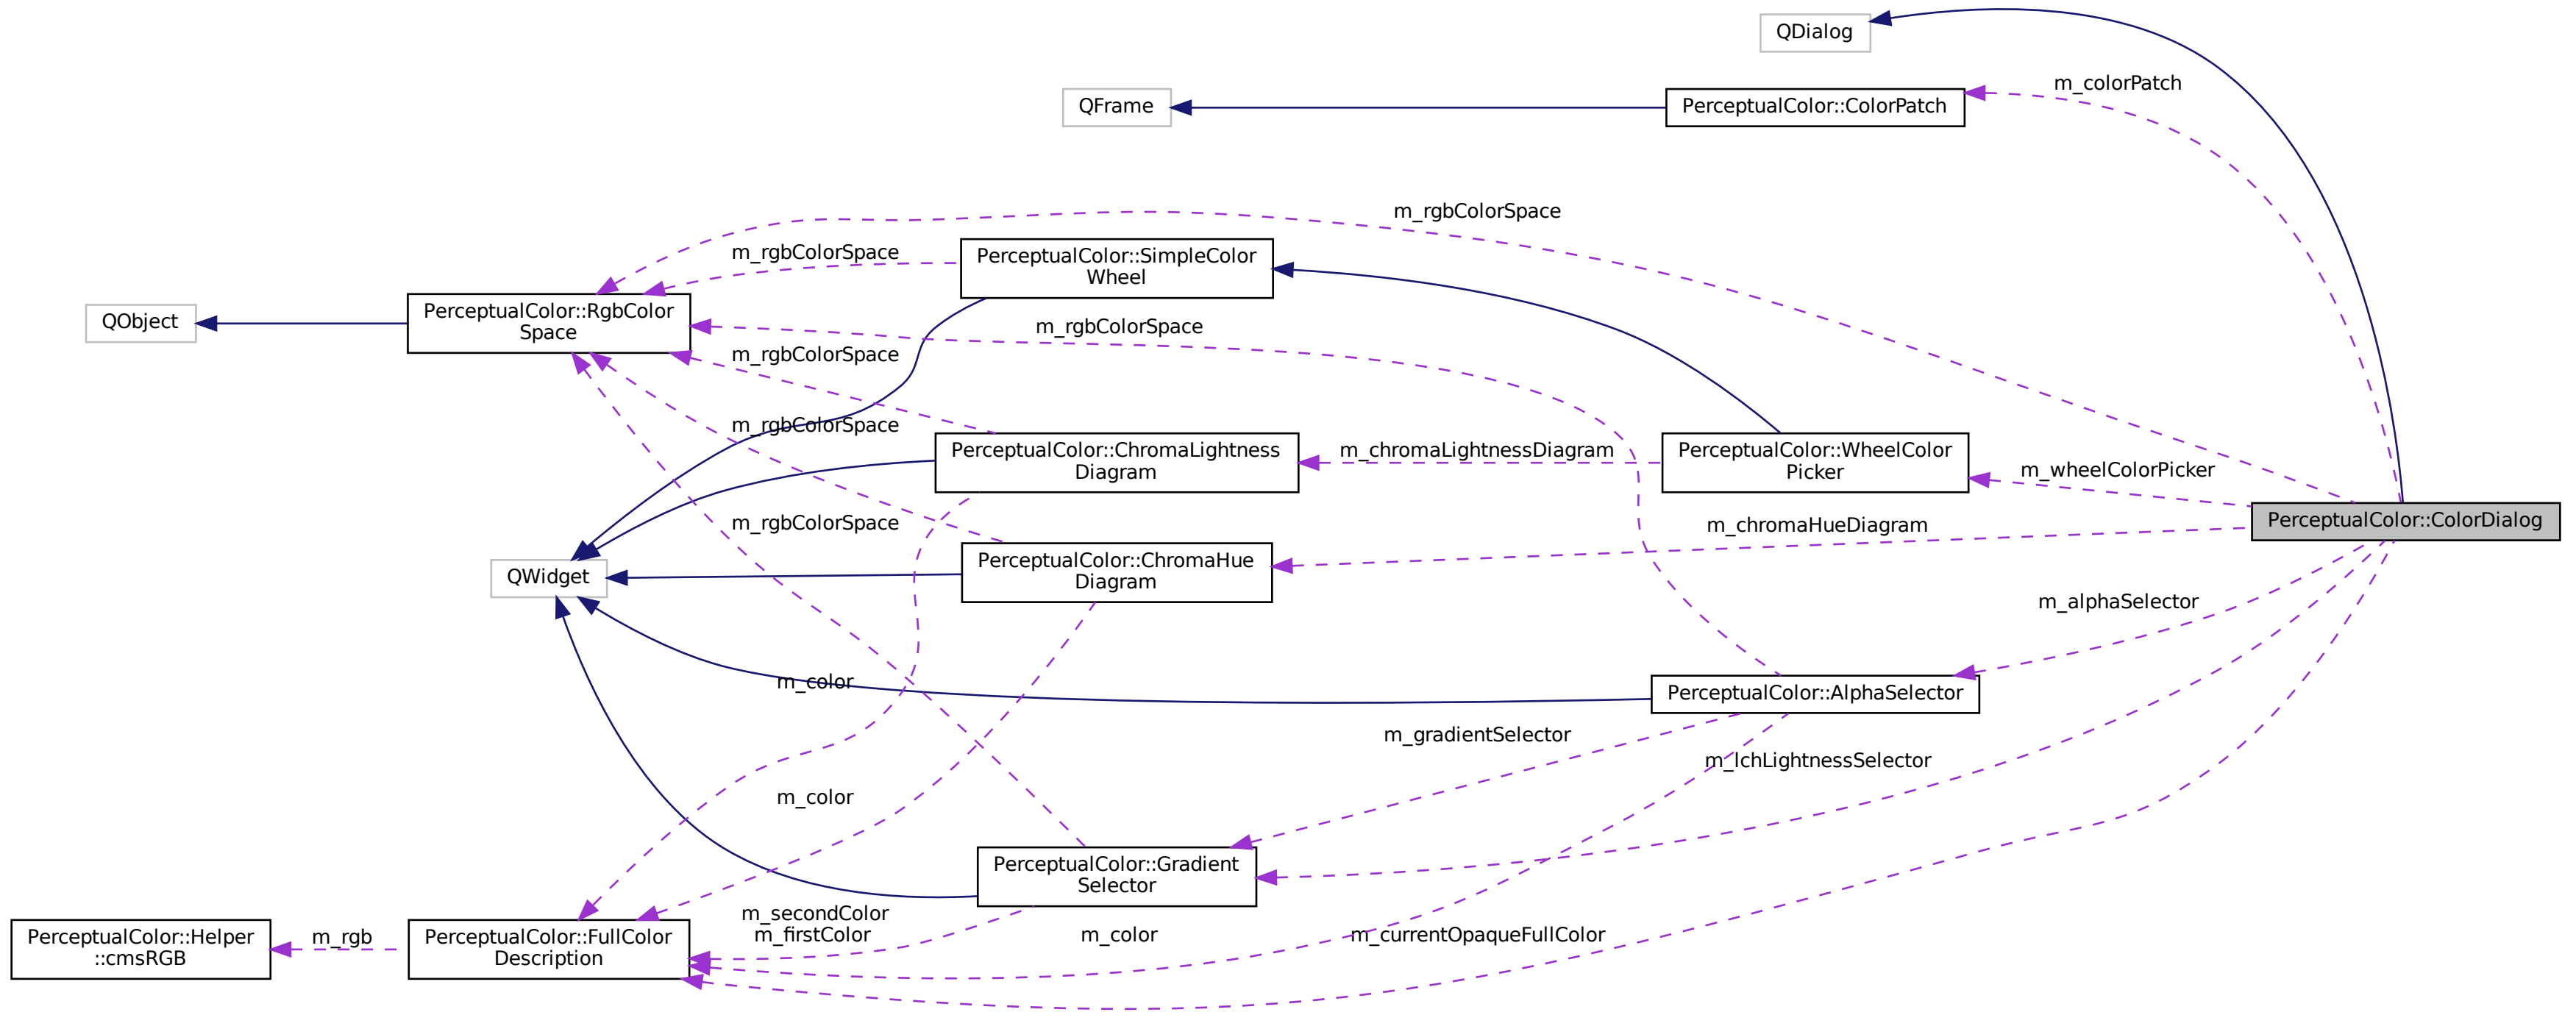 QDialog
m_colorPatch
QFrame
PerceptualColor::ColorPatch
m_rgbColorSpace
m_rgbColorSpace
PerceptualColor::SimpleColor
Wheel
QObject
PerceptualColor::RgbColor
Space
m_rgbColorSpace
m_rgbColorSpace
m_rgbColorSpace
PerceptualColor::ChromaLightness
Diagram
m_chromaLightnessDiagram
PerceptualColor::WheelColor
Picker
m_wheelColorPicker
m_rgbColorSpace
m_chromaHueDiagram
PerceptualColor::ColorDialog
QWidget
PerceptualColor::ChromaHue
Diagram
m_alphaSelector
m_color
PerceptualColor::AlphaSelector
m_gradientSelector
m_lchLightnessSelector
m_color
PerceptualColor::Gradient
Selector
PerceptualColor::Helper
::cmsRGB
m_rgb
PerceptualColor::FullColor
Description
m_secondColor
m_firstColor
m_color
m_currentOpaqueFullColor